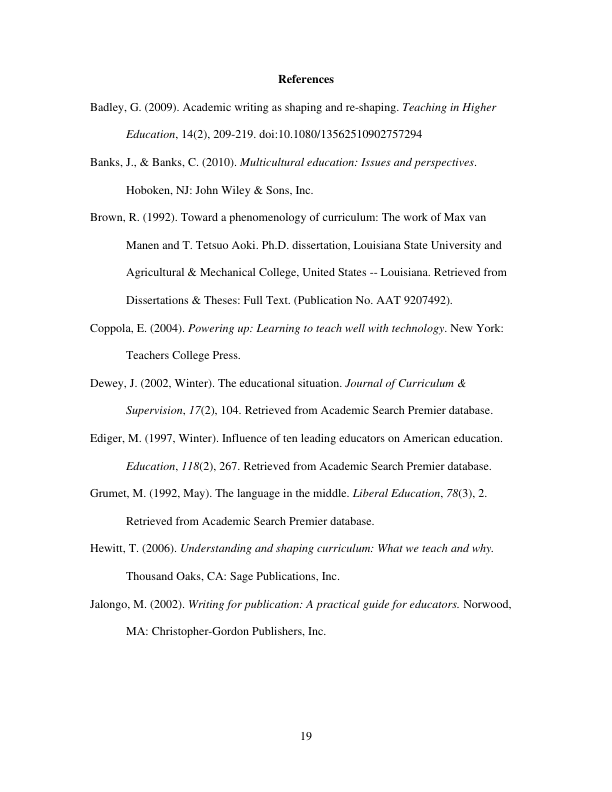 References
Badley, G. (2009). Academic writing as shaping and re-shaping. Teaching in Higher
Education, 14(2), 209-219. doi:10.1080/13562510902757294
Banks, J., & Banks, C. (2010). Multicultural education: Issues and perspectives.
Hoboken, NJ: John Wiley & Sons, Inc.
Brown, R. (1992). Toward a phenomenology of curriculum: The work of Max van
Manen and T. Tetsuo Aoki. Ph.D. dissertation, Louisiana State University and
Agricultural & Mechanical College, United States -- Louisiana. Retrieved from
Dissertations & Theses: Full Text. (Publication No. AAT 9207492).
Coppola, E. (2004). Powering up: Learning to teach well with technology. New York:
Teachers College Press.
Dewey, J. (2002, Winter). The educational situation. Journal of Curriculum &
Supervision, 17(2), 104. Retrieved from Academic Search Premier database.
Ediger, M. (1997, Winter). Influence of ten leading educators on American education.
Education, 118(2), 267. Retrieved from Academic Search Premier database.
Grumet, M. (1992, May). The language in the middle. Liberal Education, 78(3), 2.
Retrieved from Academic Search Premier database.
Hewitt, T. (2006). Understanding and shaping curriculum: What we teach and why.
Thousand Oaks, CA: Sage Publications, Inc.
Jalongo, M. (2002). Writing for publication: A practical guide for educators. Norwood,
MA: Christopher-Gordon Publishers, Inc.
19